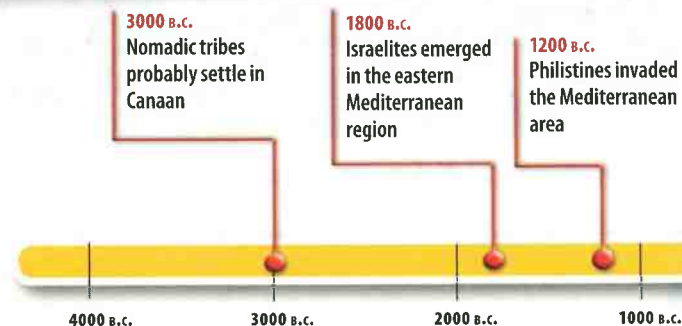 3000 B.C.
Nomadic tribes
probably settle in
Canaan
1800 B.C.
Israelites emerged
in the eastern
Mediterranean
region
1200 B.C.
Philistines invaded
the Mediterranean
area
4000 B.C.
3000 B.C.
2000 B.C.
1000 B.C.